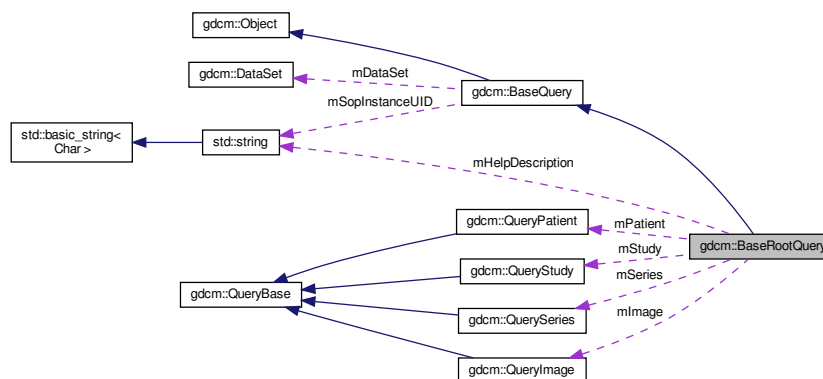 gdcm::Object
gdcm::DataSet
mDataSet
gdcm::BaseQuery
mSopInstanceUID
std::basic_string<
Char >
std::string
mHelpDescription
gdcm::QueryPatient
mPatient
gdcm::BaseRootQuery
mStudy
gdcm::QueryStudy
mSeries
gdcm::QueryBase
gdcm::QuerySeries
mImage
gdcm::QueryImage